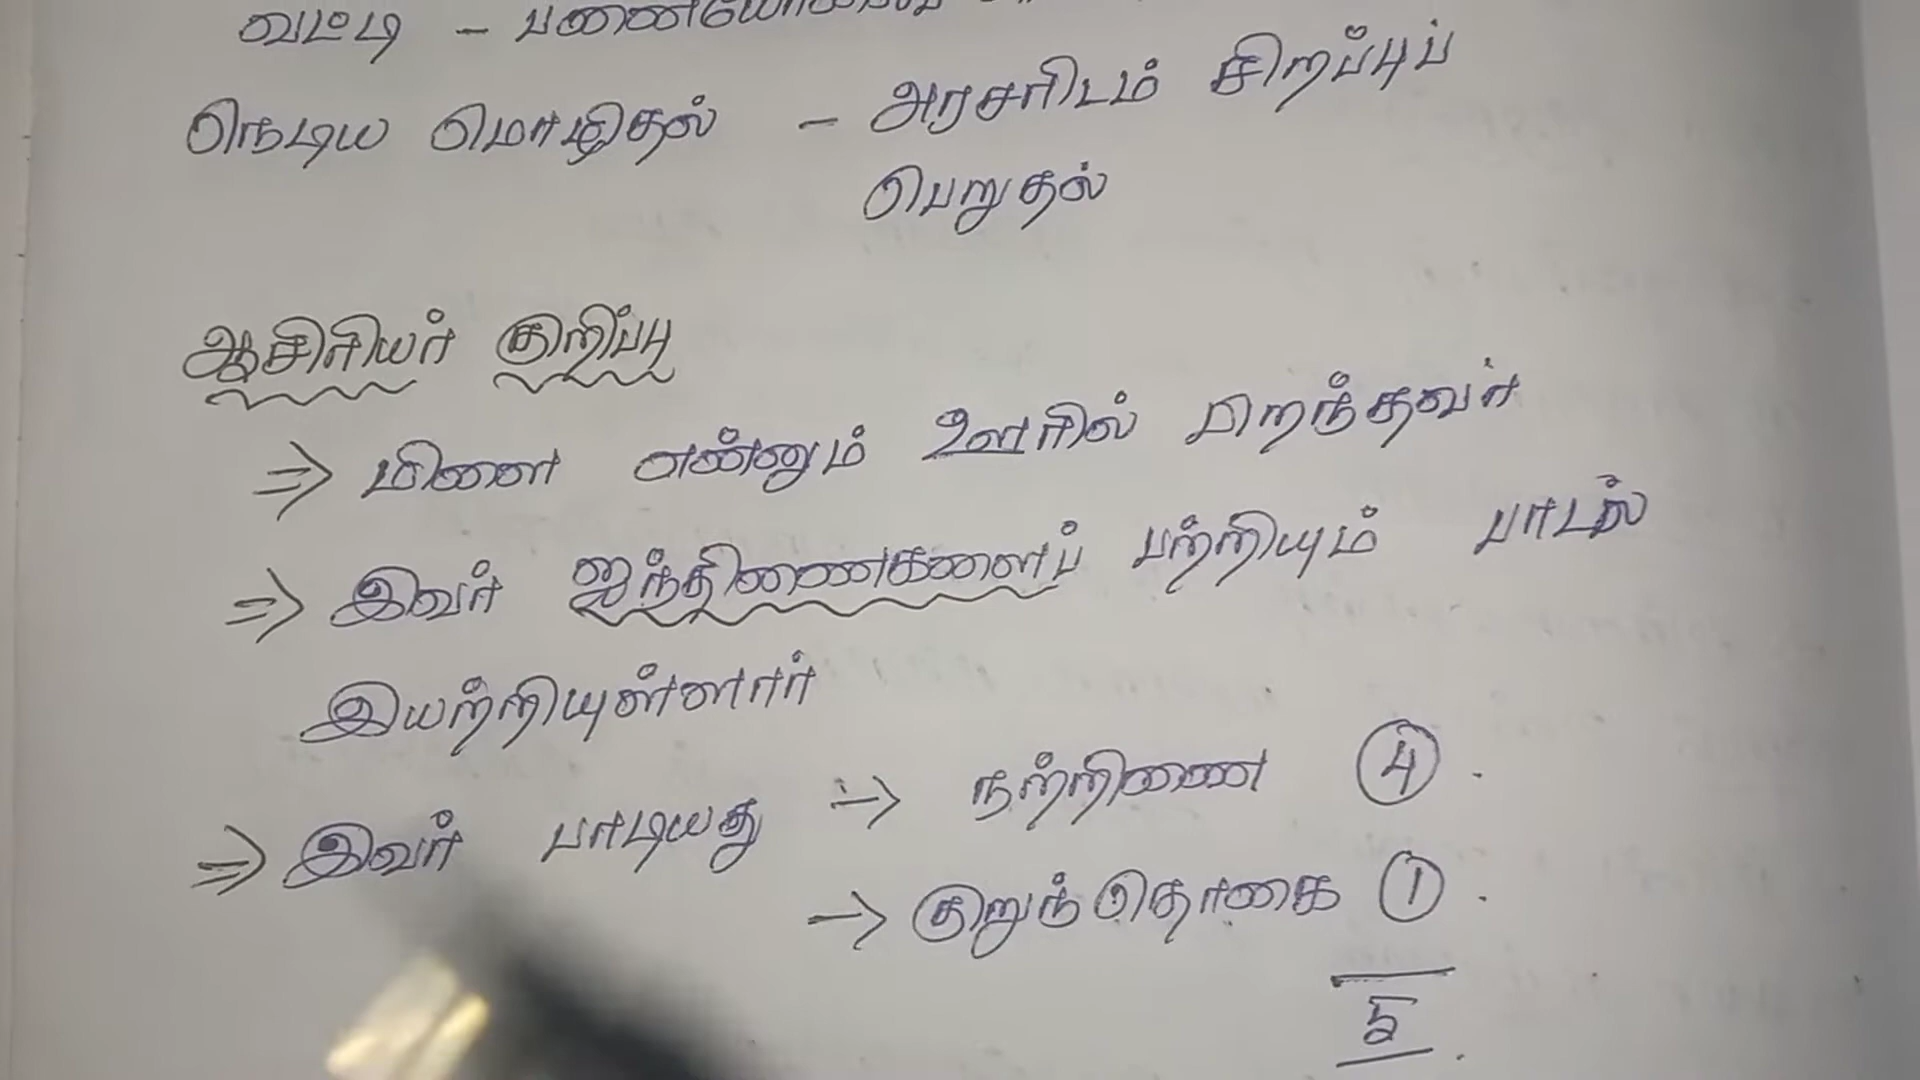 வட்டி -
நெடிய மொழிதல் - அரசரிடம் சிறப்புப்
பெறுதல்
ஆசிரியர் குறிப்பு
⇒ மிளை என்னும் ஊரில் பிறந்தவர்
⇒ இவர் ஐந்திணைகளைப் பற்றியும் பாடல்
இயற்றியுள்ளார்
⇒ இவர் பாடியது → நற்றிணை 4.
→ குறுந்தொகை 1.
5.